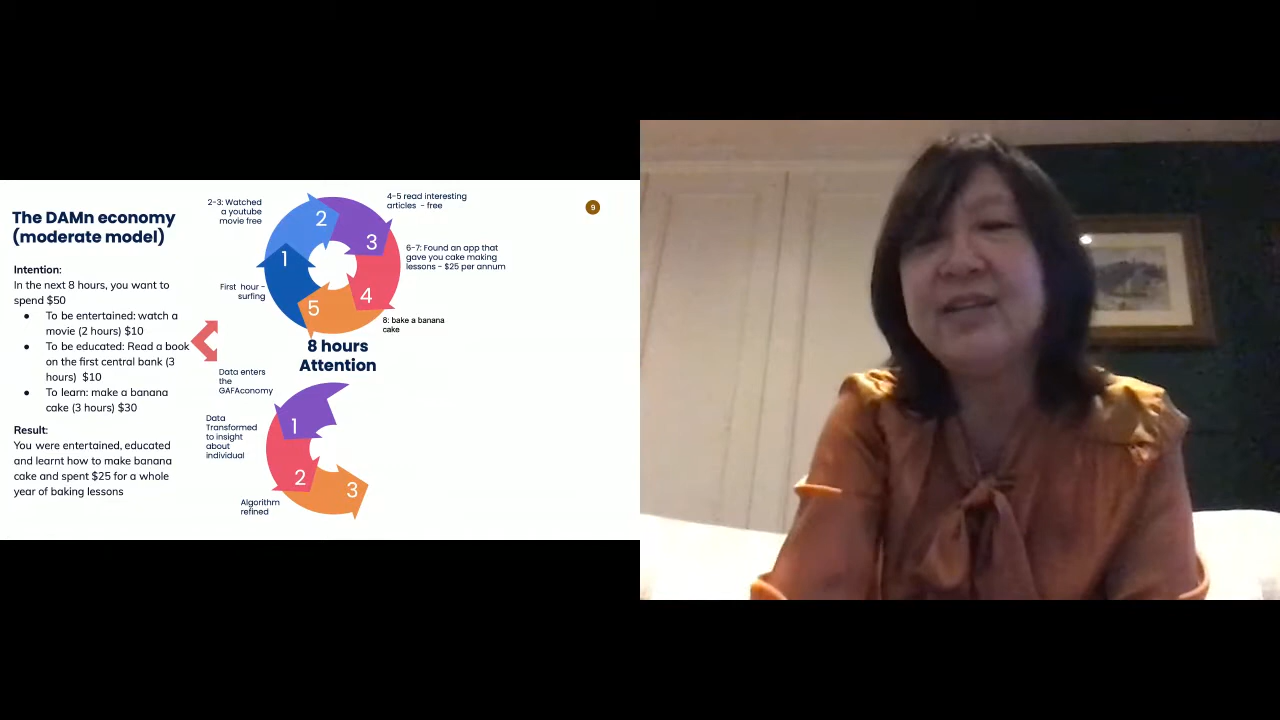 The DAMn economy
(moderate model)
Intention:
In the next 8 hours, you want to
spend $50
● To be entertained: watch a
movie (2 hours) $10
● To be educated: Read a book
on the first central bank (3
hours) $10
● To learn: make a banana
cake (3 hours) $30
Result:
You were entertained, educated
and learnt how to make banana
cake and spent $25 for a whole
year of baking lessons
2-3: Watched
a youtube
movie free
4-5 read interesting
articles - free
6-7: Found an app that
gave you cake making
lessons - $25 per annum
First hour -
surfing
8: bake a banana
cake
1
2
3
4
5
8 hours
Attention
Data enters
the
GAFAconomy
Data
Transformed
to insight
about
individual
Algorithm
refined
1
2
3
9